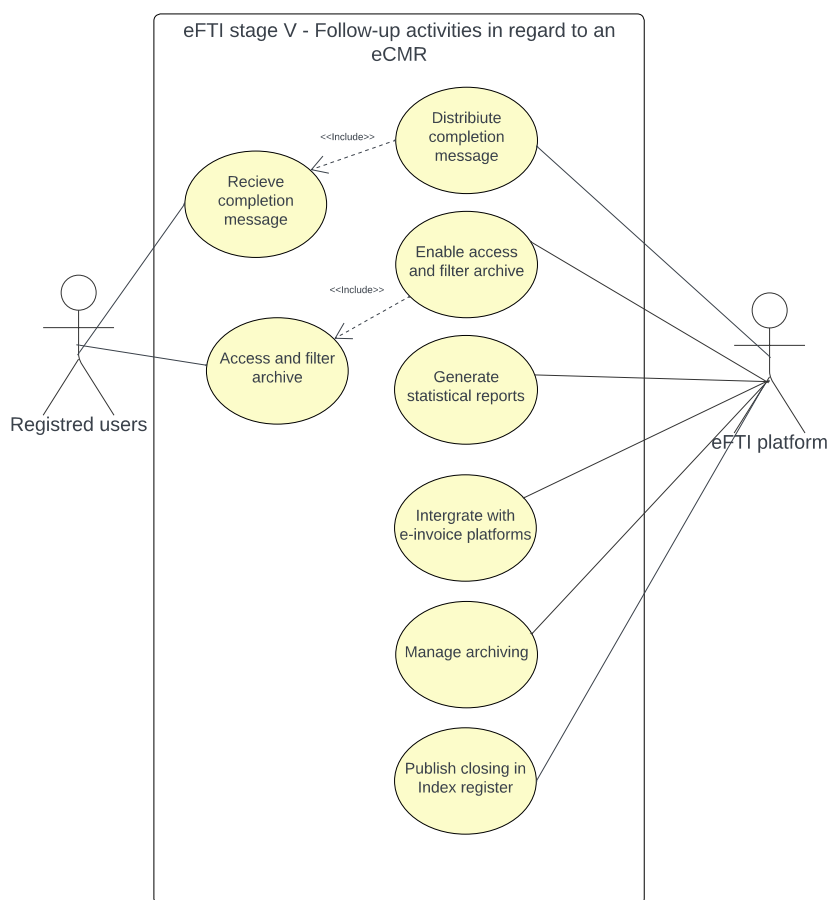 eFTI stage V - Follow-up activities in regard to an
eCMR
Distribiute
completion
message
<<Include>>
Recieve
completion
message
Enable access
and filter archive
<<Include>>
Access and filter
archive
Generate
statistical reports
Registred users
eFTI platform
Intergrate with
e-invoice platforms
Manage archiving
Publish closing in
Index register